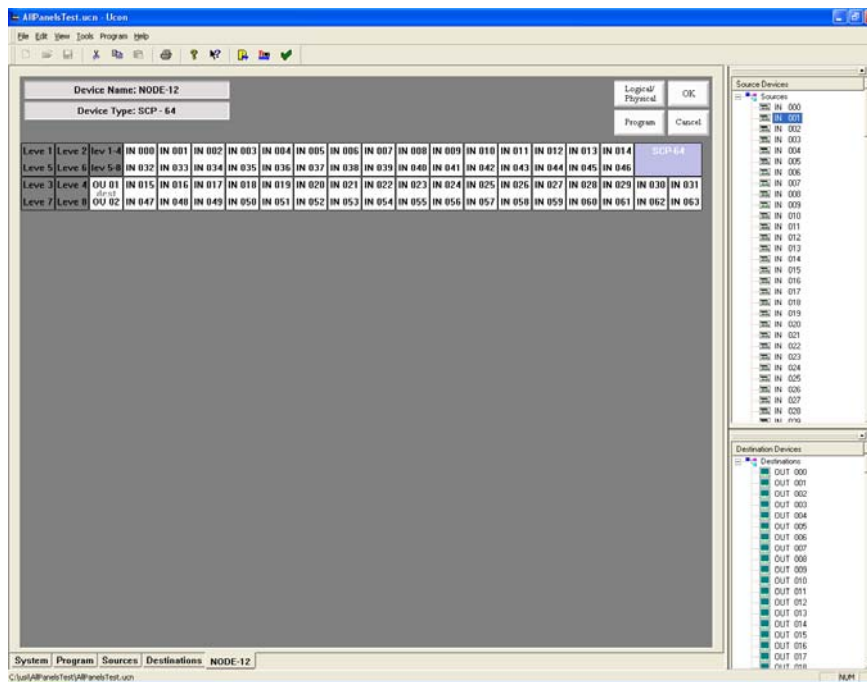 AllPanelsTest.ucn - Ucon
File Edit View Tools Program Help
Device Name: NODE-12
Device Type: SCP - 64
Logical/
Physical
OK
Program
Cancel
Leve 1 Leve 2 lev 1-4 IN 000 IN 001 IN 002 IN 003 IN 004 IN 005 IN 006 IN 007 IN 008 IN 009 IN 010 IN 011 IN 012 IN 013 IN 014 SCP-64
Leve 5 Leve 6 lev 5-8 IN 032 IN 033 IN 034 IN 035 IN 036 IN 037 IN 038 IN 039 IN 040 IN 041 IN 042 IN 043 IN 044 IN 045 IN 046
Leve 3 Leve 4 OU 01 IN 015 IN 016 IN 017 IN 018 IN 019 IN 020 IN 021 IN 022 IN 023 IN 024 IN 025 IN 026 IN 027 IN 028 IN 029 IN 030 IN 031
dest
Leve 7 Leve 8 OU 02 IN 047 IN 048 IN 049 IN 050 IN 051 IN 052 IN 053 IN 054 IN 055 IN 056 IN 057 IN 058 IN 059 IN 060 IN 061 IN 062 IN 063
Source Devices
Sources
IN 000
IN 001
IN 002
IN 003
IN 004
IN 005
IN 006
IN 007
IN 008
IN 009
IN 010
IN 011
IN 012
IN 013
IN 014
IN 015
IN 016
IN 017
IN 018
IN 019
IN 020
IN 021
IN 022
IN 023
IN 024
IN 025
IN 026
IN 027
IN 028
IN 029
Destination Devices
Destinations
OUT 000
OUT 001
OUT 002
OUT 003
OUT 004
OUT 005
OUT 006
OUT 007
OUT 008
OUT 009
OUT 010
OUT 011
OUT 012
OUT 013
OUT 014
OUT 015
OUT 016
OUT 017
OUT 018
System Program Sources Destinations NODE-12
C:\usi\AllPanelsTest\AllPanelsTest.ucn
NUM